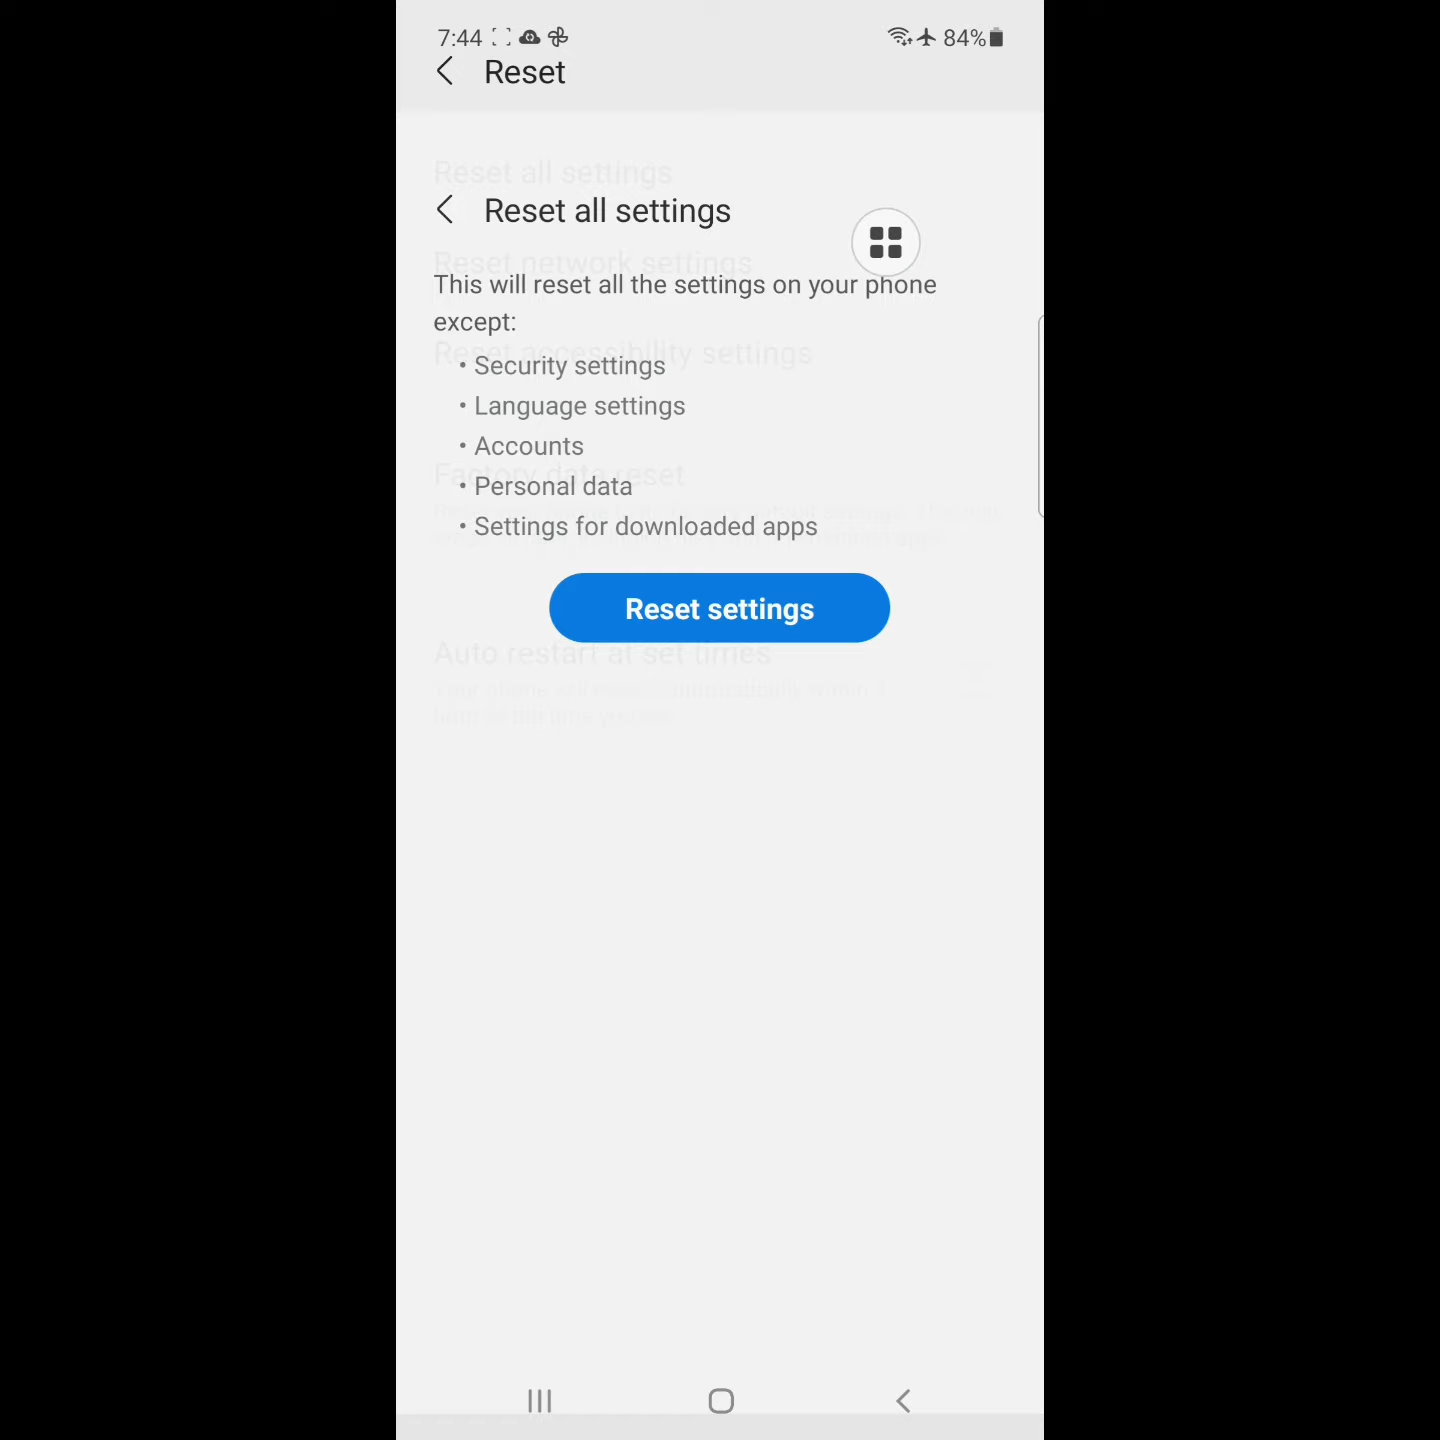 7:44
84%
Reset
Reset all settings
Reset all settings
Reset network settings
This will reset all the settings on your phone
except:
Reset accessibility settings
• Security settings
• Language settings
• Accounts
Factory data reset
• Personal data
• Settings for downloaded apps
Reset settings
Auto restart at set times